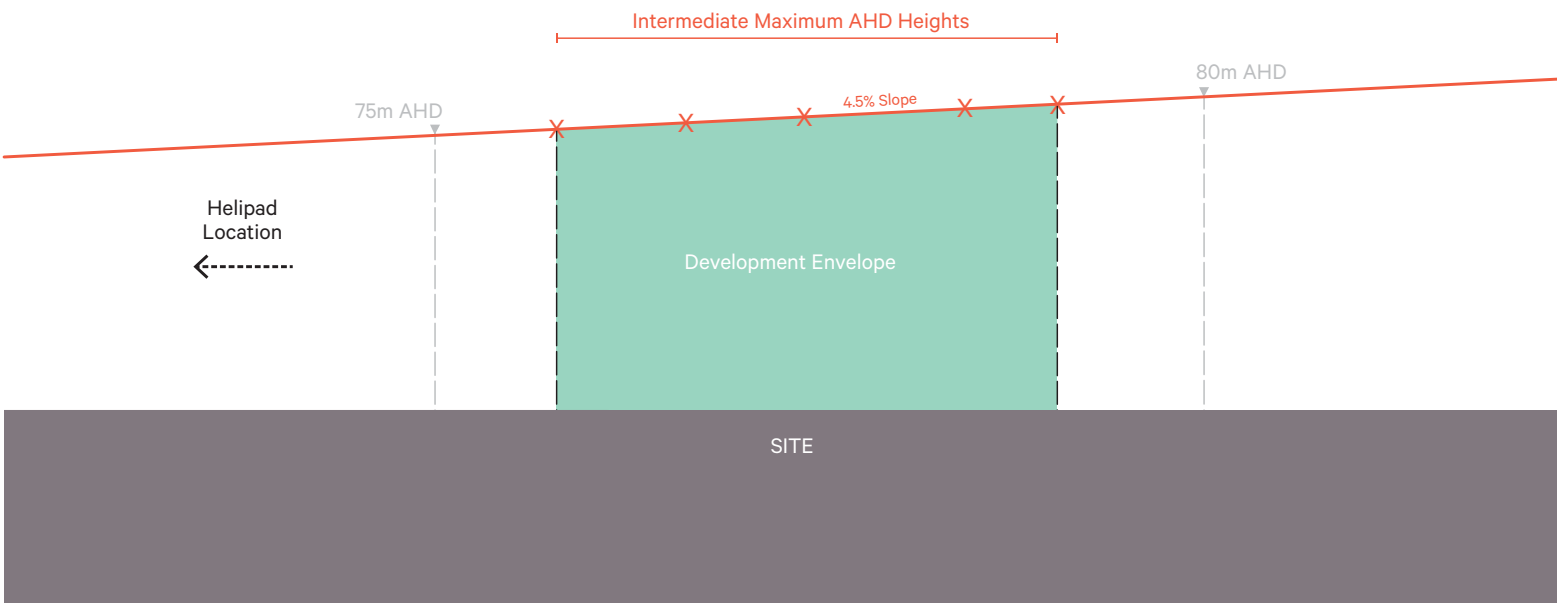 Intermediate Maximum AHD Heights
80m AHD
4.5% Slope
75m AHD
X X X X X
Helipad
Location
Development Envelope
SITE